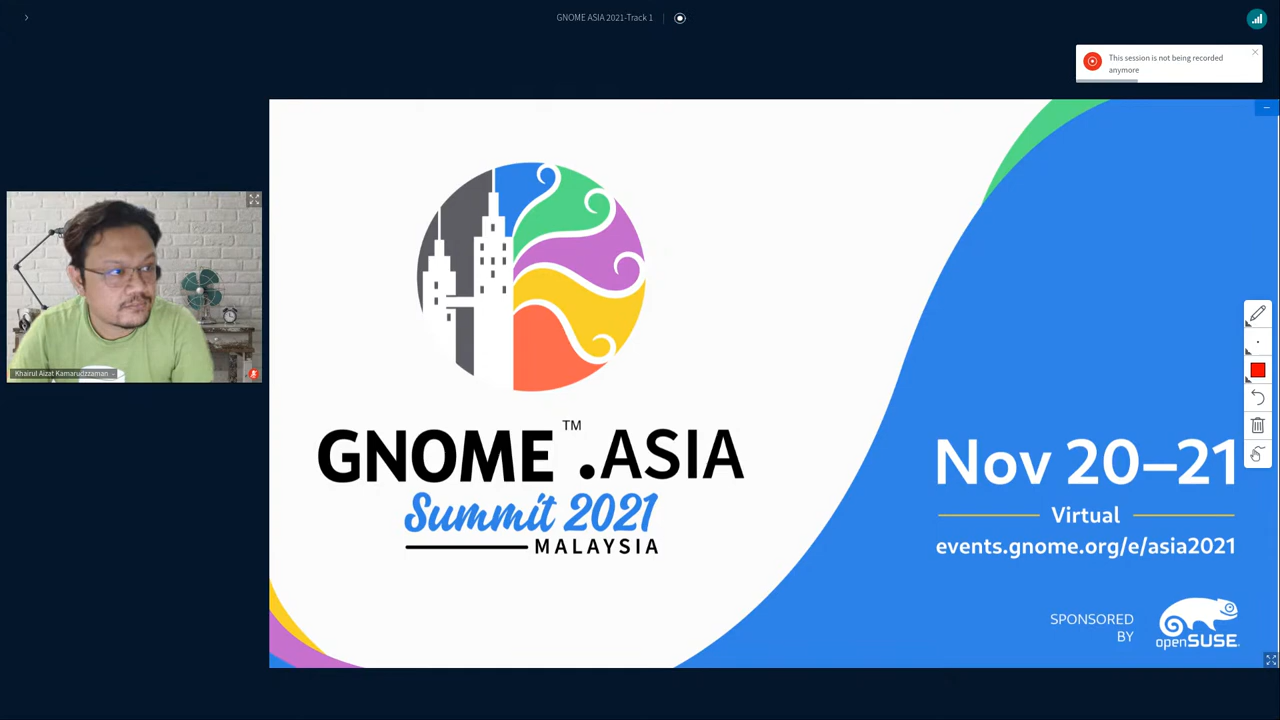 GNOME ASIA 2021-Track 1
This session is not being recorded
anymore
Khairul Aizat Kamarudzzaman
GNOME™.ASIA
Summit 2021
MALAYSIA
Nov 20–21
Virtual
events.gnome.org/e/asia2021
SPONSORED
BY
openSUSE